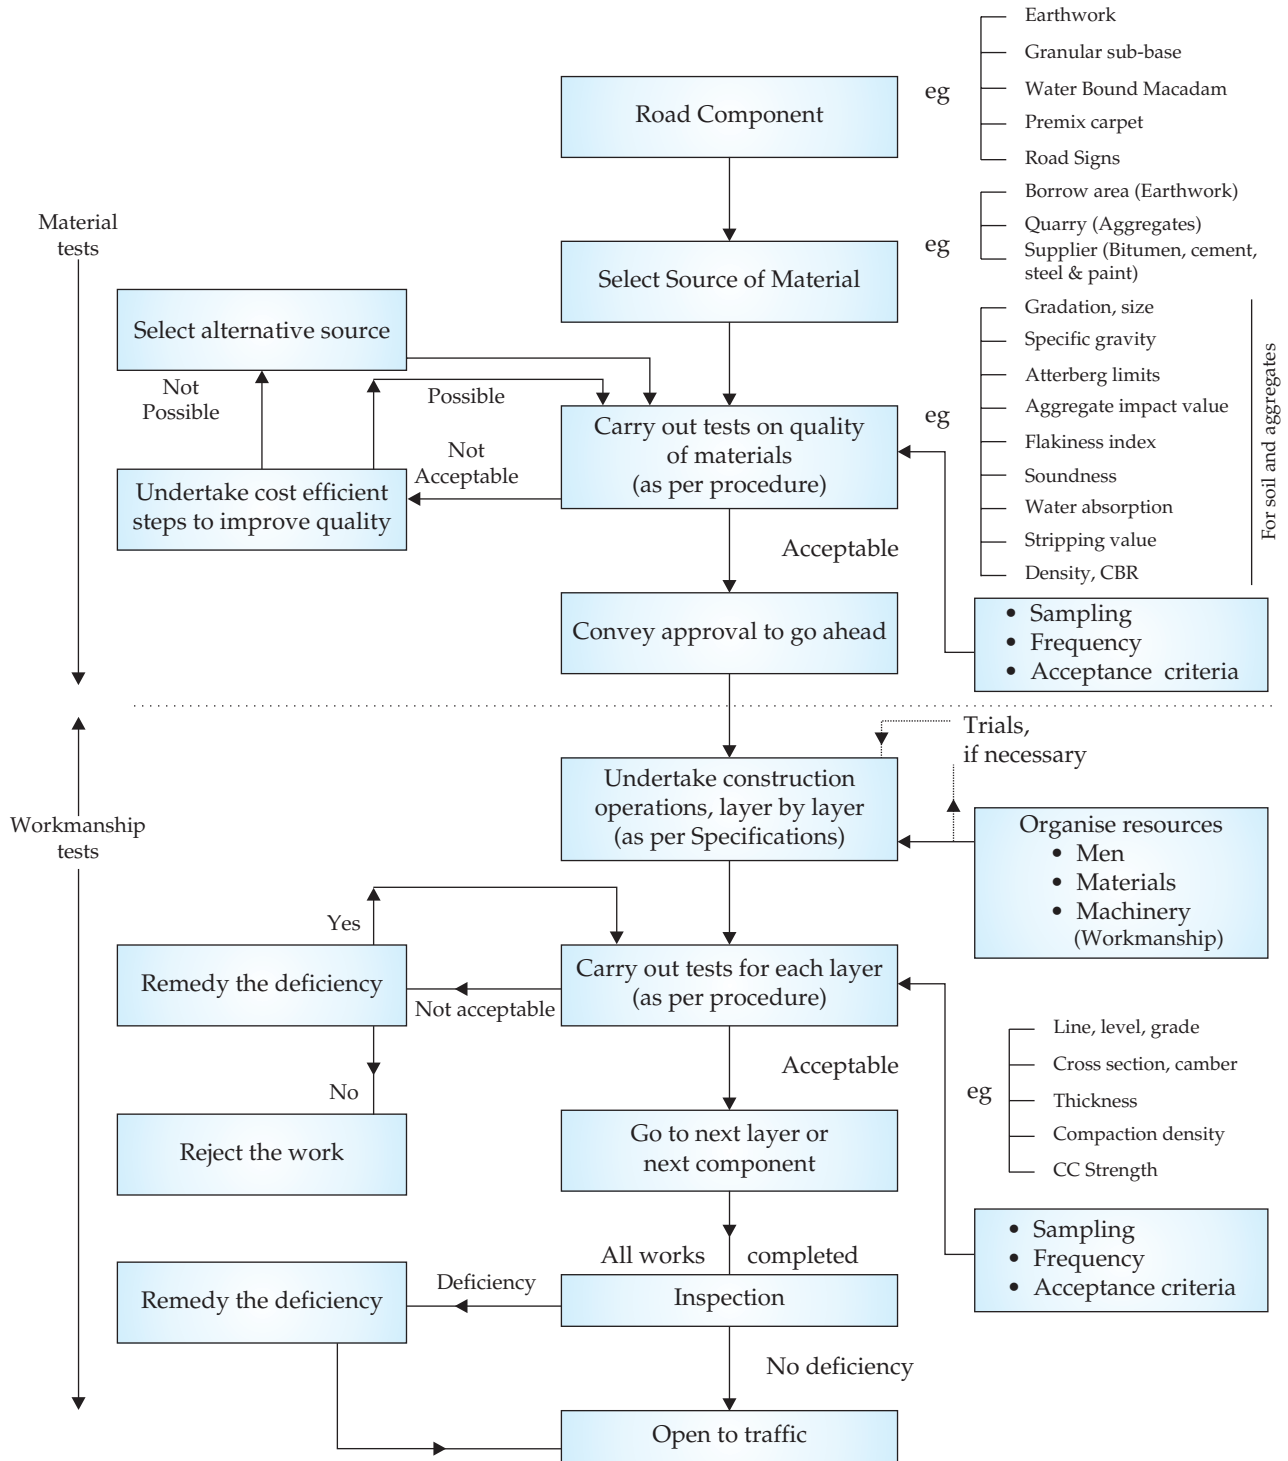 Earthwork
Granular sub-base
Water Bound Macadam
Premix carpet
Road Signs
eg
Road Component
Borrow area (Earthwork)
Quarry (Aggregates)
Supplier (Bitumen, cement,
steel & paint)
eg
Material
tests
Select Source of Material
Select alternative source
Gradation, size
Specific gravity
Atterberg limits
Aggregate impact value
Flakiness index
Soundness
Water absorption
Stripping value
Density, CBR
For soil and aggregates
eg
Not
Possible
Possible
Carry out tests on quality
of materials
(as per procedure)
Not
Acceptable
Undertake cost efficient
steps to improve quality
Acceptable
Convey approval to go ahead
• Sampling
• Frequency
• Acceptance criteria
Trials,
if necessary
Undertake construction
operations, layer by layer
(as per Specifications)
Workmanship
tests
Organise resources
• Men
• Materials
• Machinery
(Workmanship)
Yes
Remedy the deficiency
Not acceptable
Carry out tests for each layer
(as per procedure)
No
Reject the work
Acceptable
Line, level, grade
Cross section, camber
Thickness
Compaction density
CC Strength
eg
Go to next layer or
next component
• Sampling
• Frequency
• Acceptance criteria
All works completed
Deficiency
Remedy the deficiency
Inspection
No deficiency
Open to traffic